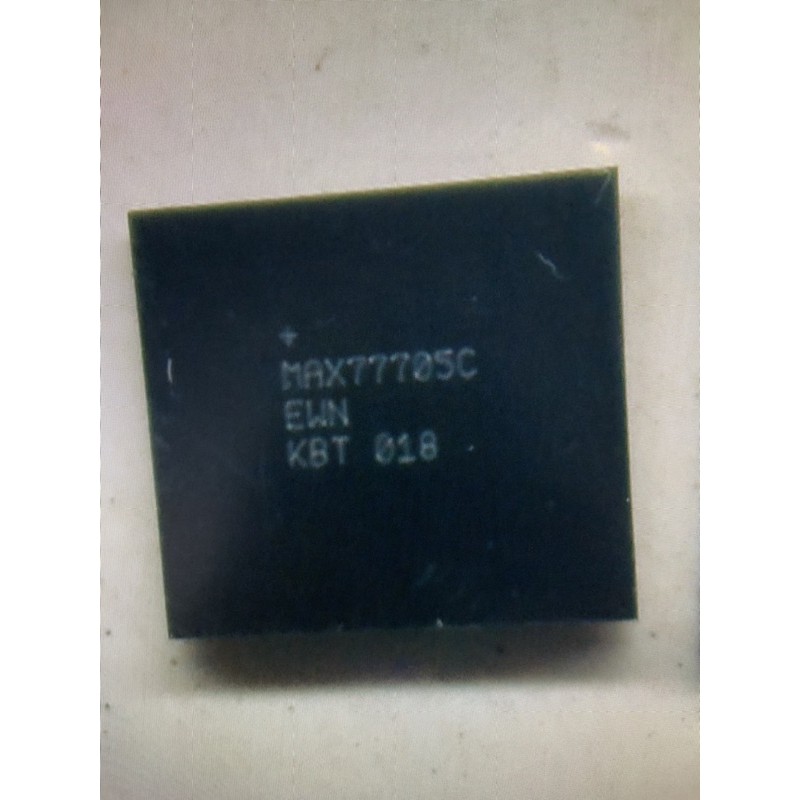 +
MAX77705C
EWN
KBT 018